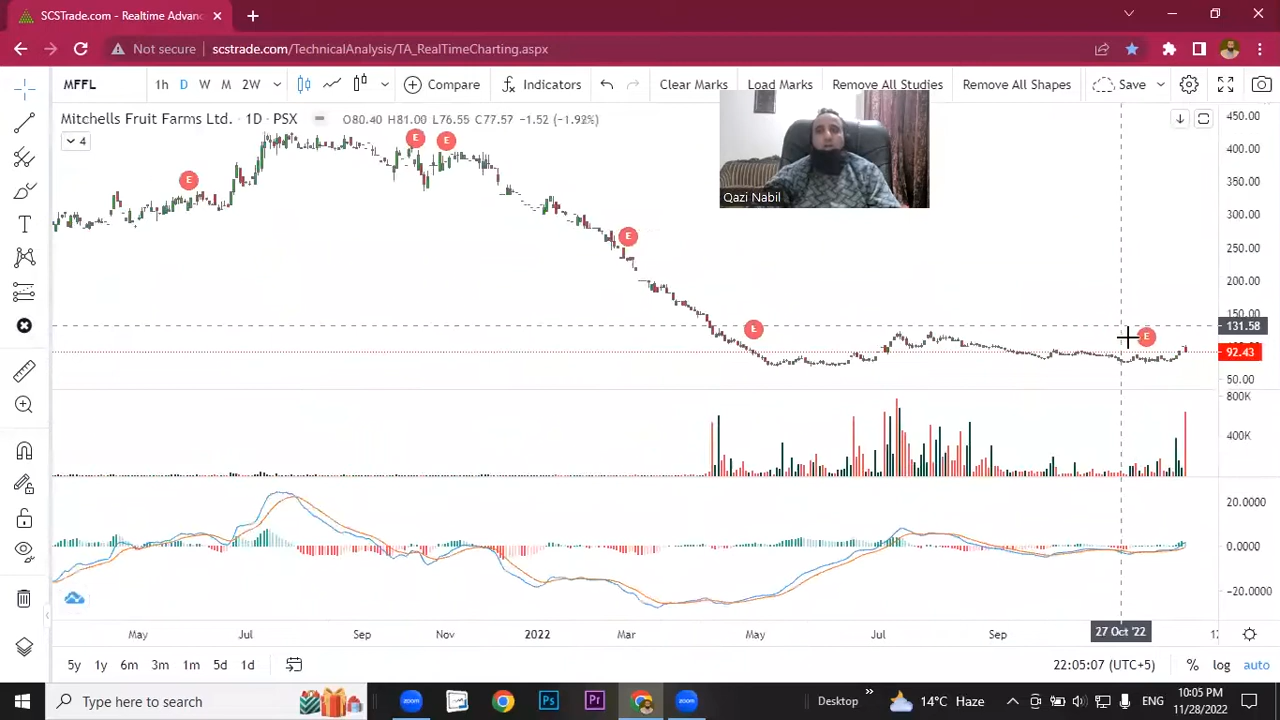 SCSTrade.com - Realtime Advanc
Not secure
scstrade.com/TechnicalAnalysis/TA_RealTimeCharting.aspx
MFFL
1h D W M 2W
Compare
Indicators
Clear Marks
Load Marks
Remove All Studies
Remove All Shapes
Save
Mitchells Fruit Farms Ltd. · 1D · PSX
O80.40 H81.00 L76.55 C77.57 −1.52 (−1.92%)
4
Qazi Nabil
E
E
E
E
E
E
450.00
400.00
350.00
300.00
250.00
200.00
150.00
131.58
92.43
50.00
800K
400K
20.0000
0.0000
−20.0000
May
Jul
Sep
Nov
2022
Mar
May
Jul
Sep
27 Oct '22
5y 1y 6m 3m 1m 5d 1d
22:05:07 (UTC+5)
% log auto
Type here to search
zoom
Ps
Pr
zoom
Desktop
14°C Haze
ENG
10:05 PM
11/28/2022